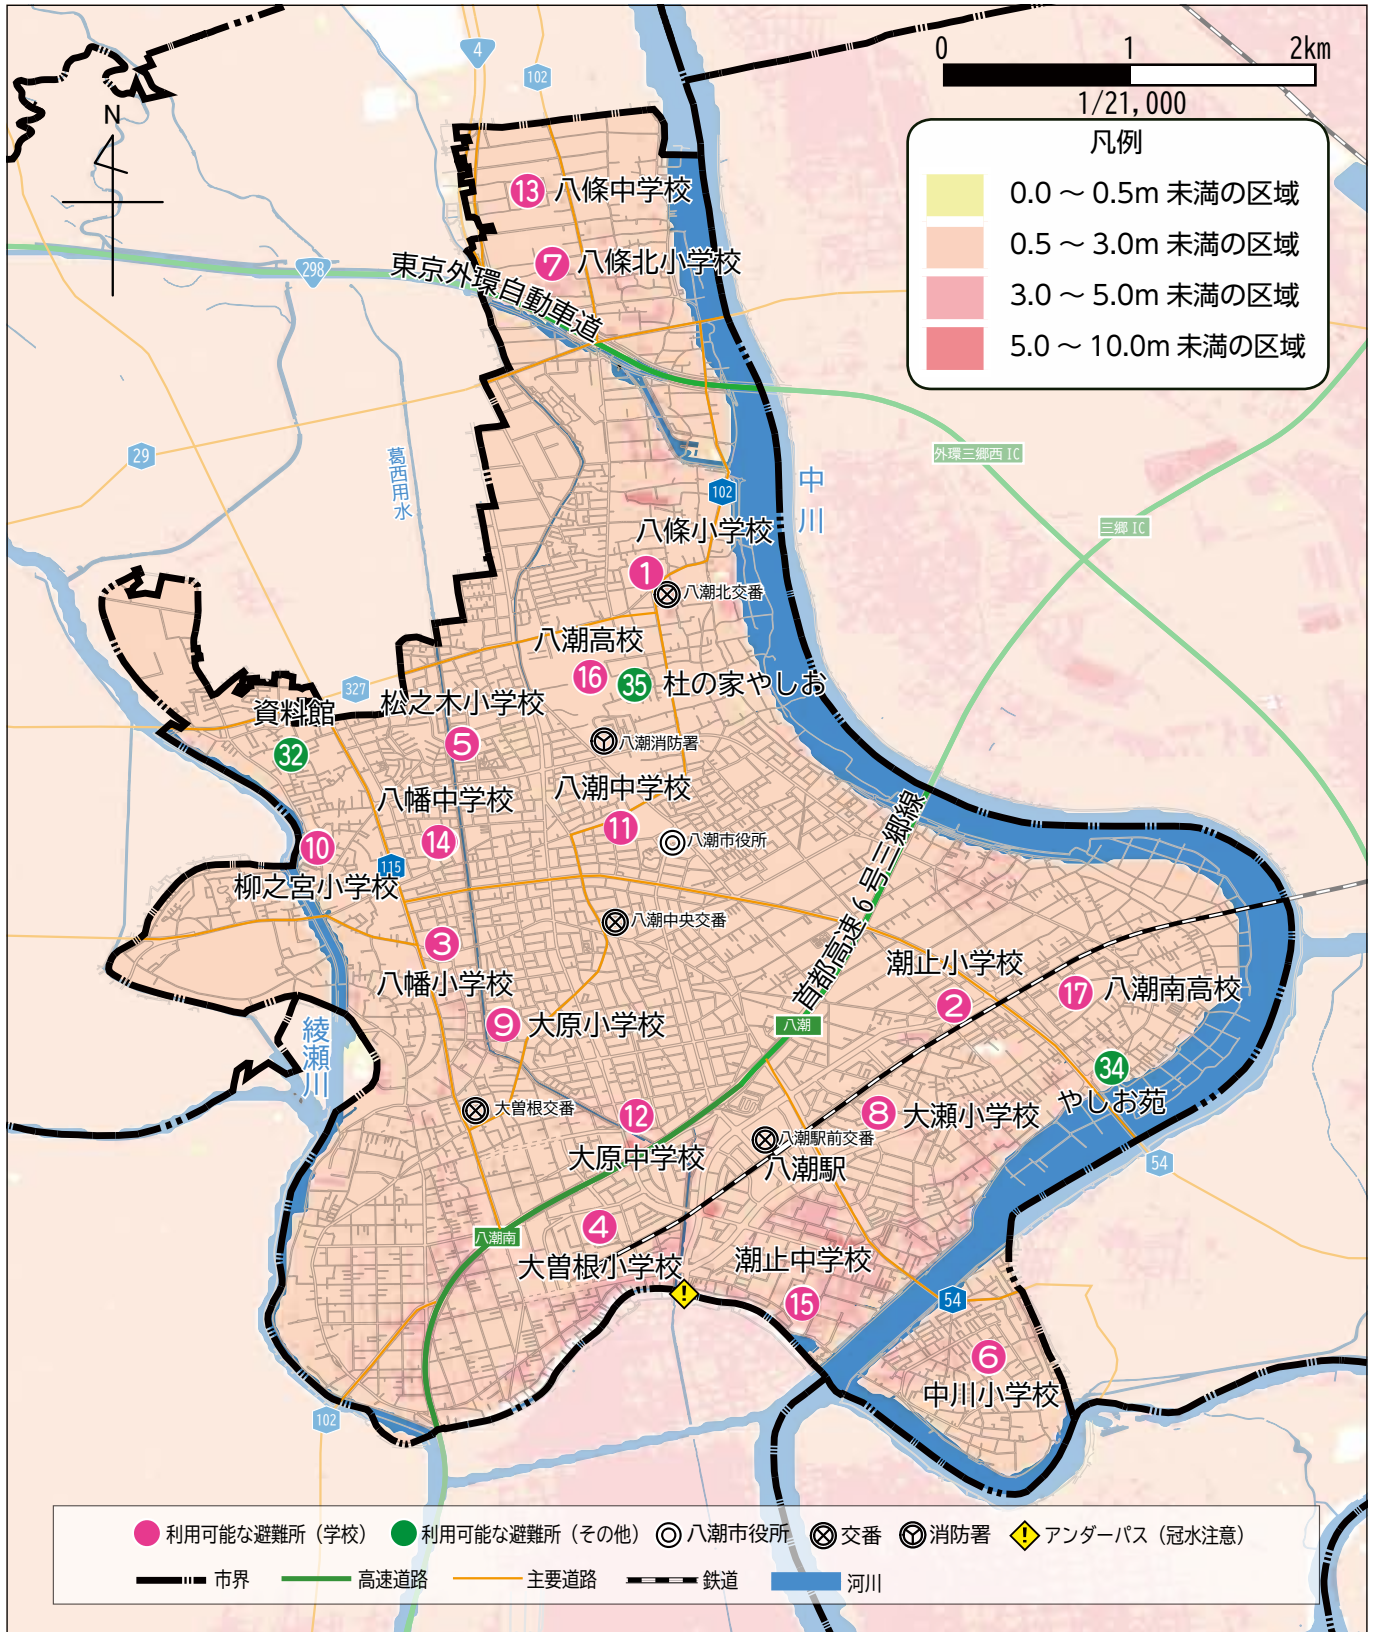 0 1 2km
1/21,000
凡例
0.0 ～ 0.5m 未満の区域
0.5 ～ 3.0m 未満の区域
3.0 ～ 5.0m 未満の区域
5.0 ～ 10.0m 未満の区域
N
4
102
13 八條中学校
7 八條北小学校
298
東京外環自動車道
29
葛西用水
102
中川
外環三郷西 IC
三郷 IC
八條小学校
1
八潮北交番
八潮高校
16
35 杜の家やしお
327
松之木小学校
5
資料館
32
八潮消防署
八幡中学校
14
八潮中学校
11
八潮市役所
10
柳之宮小学校
115
首都高速 6 号三郷線
八潮中央交番
3
八幡小学校
潮止小学校
2
17 八潮南高校
9 大原小学校
八潮
綾瀬川
34
やしお苑
大曽根交番
12
大原中学校
8 大瀬小学校
八潮駅前交番
八潮駅
54
4
大曽根小学校
八潮南
潮止中学校
15
54
6
中川小学校
102
利用可能な避難所（学校） 利用可能な避難所（その他） 八潮市役所 交番 消防署 アンダーパス（冠水注意）
市界 高速道路 主要道路 鉄道 河川